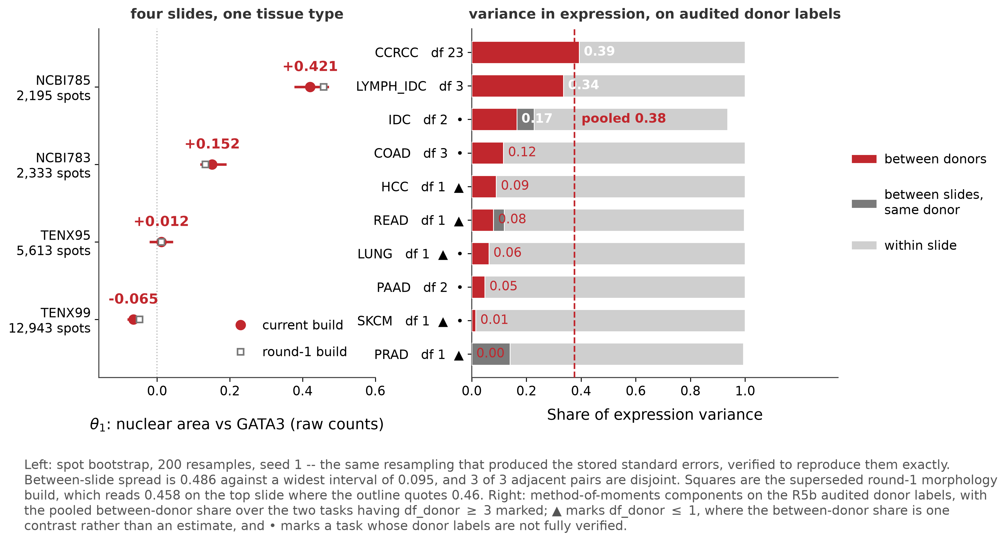 four slides, one tissue type
NCBI785
2,195 spots
NCBI783
2,333 spots
TENX95
5,613 spots
TENX99
12,943 spots
+0.421
+0.152
+0.012
-0.065
current build
round-1 build
0.0 0.2 0.4 0.6
θ1: nuclear area vs GATA3 (raw counts)
variance in expression, on audited donor labels
CCRCC df 23 0.39
LYMPH_IDC df 3 0.34
IDC df 2 • 0.17 pooled 0.38
COAD df 3 • 0.12
HCC df 1 ▲ 0.09
READ df 1 ▲ 0.08
LUNG df 1 ▲ • 0.06
PAAD df 2 • 0.05
SKCM df 1 ▲ • 0.01
PRAD df 1 ▲ 0.00
0.0 0.2 0.4 0.6 0.8 1.0
Share of expression variance
between donors
between slides,
same donor
within slide
Left: spot bootstrap, 200 resamples, seed 1 -- the same resampling that produced the stored standard errors, verified to reproduce them exactly.
Between-slide spread is 0.486 against a widest interval of 0.095, and 3 of 3 adjacent pairs are disjoint. Squares are the superseded round-1 morphology
build, which reads 0.458 on the top slide where the outline quotes 0.46. Right: method-of-moments components on the R5b audited donor labels, with
the pooled between-donor share over the two tasks having df_donor ≥ 3 marked; ▲ marks df_donor ≤ 1, where the between-donor share is one
contrast rather than an estimate, and • marks a task whose donor labels are not fully verified.